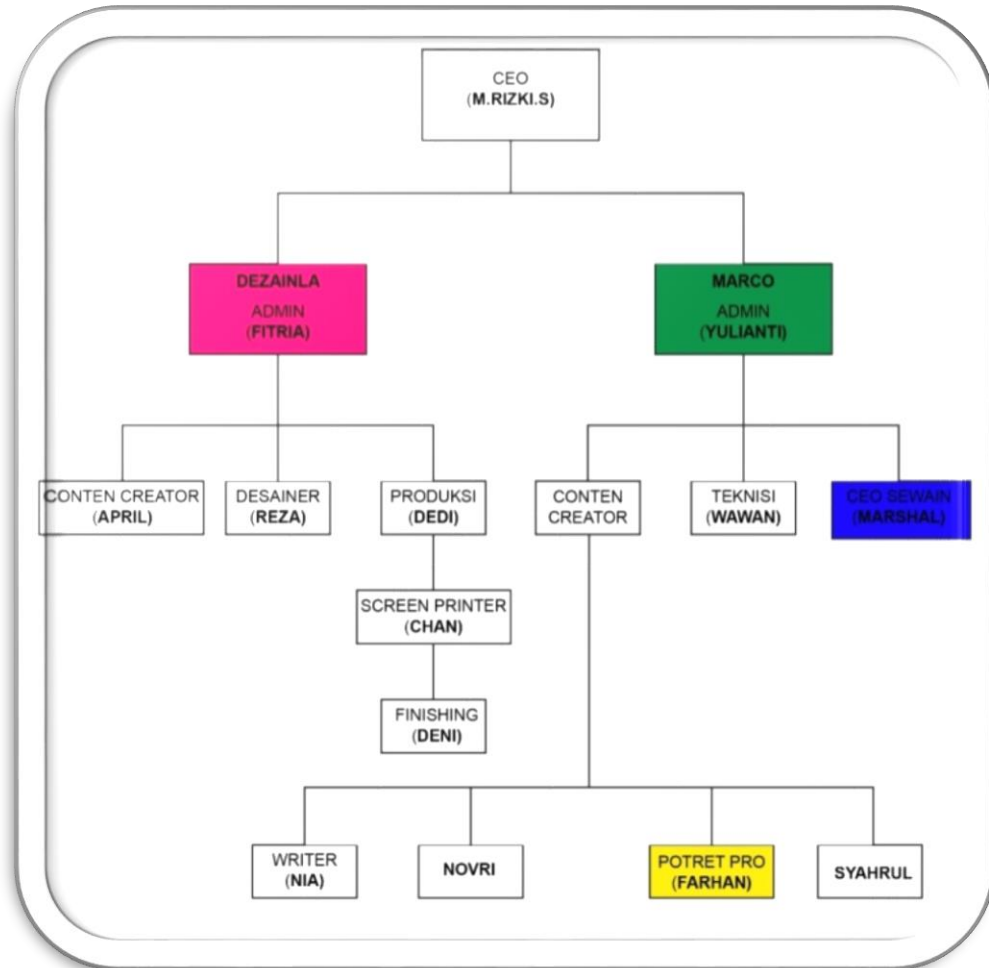 CEO
(M.RIZKI.S)
DEZAINLA
ADMIN
(FITRIA)
MARCO
ADMIN
(YULIANTI)
CONTEN CREATOR
(APRIL)
DESAINER
(REZA)
PRODUKSI
(DEDI)
CONTEN
CREATOR
TEKNISI
(WAWAN)
CEO SEWAIN
(MARSHAL)
SCREEN PRINTER
(CHAN)
FINISHING
(DENI)
WRITER
(NIA)
NOVRI
POTRET PRO
(FARHAN)
SYAHRUL